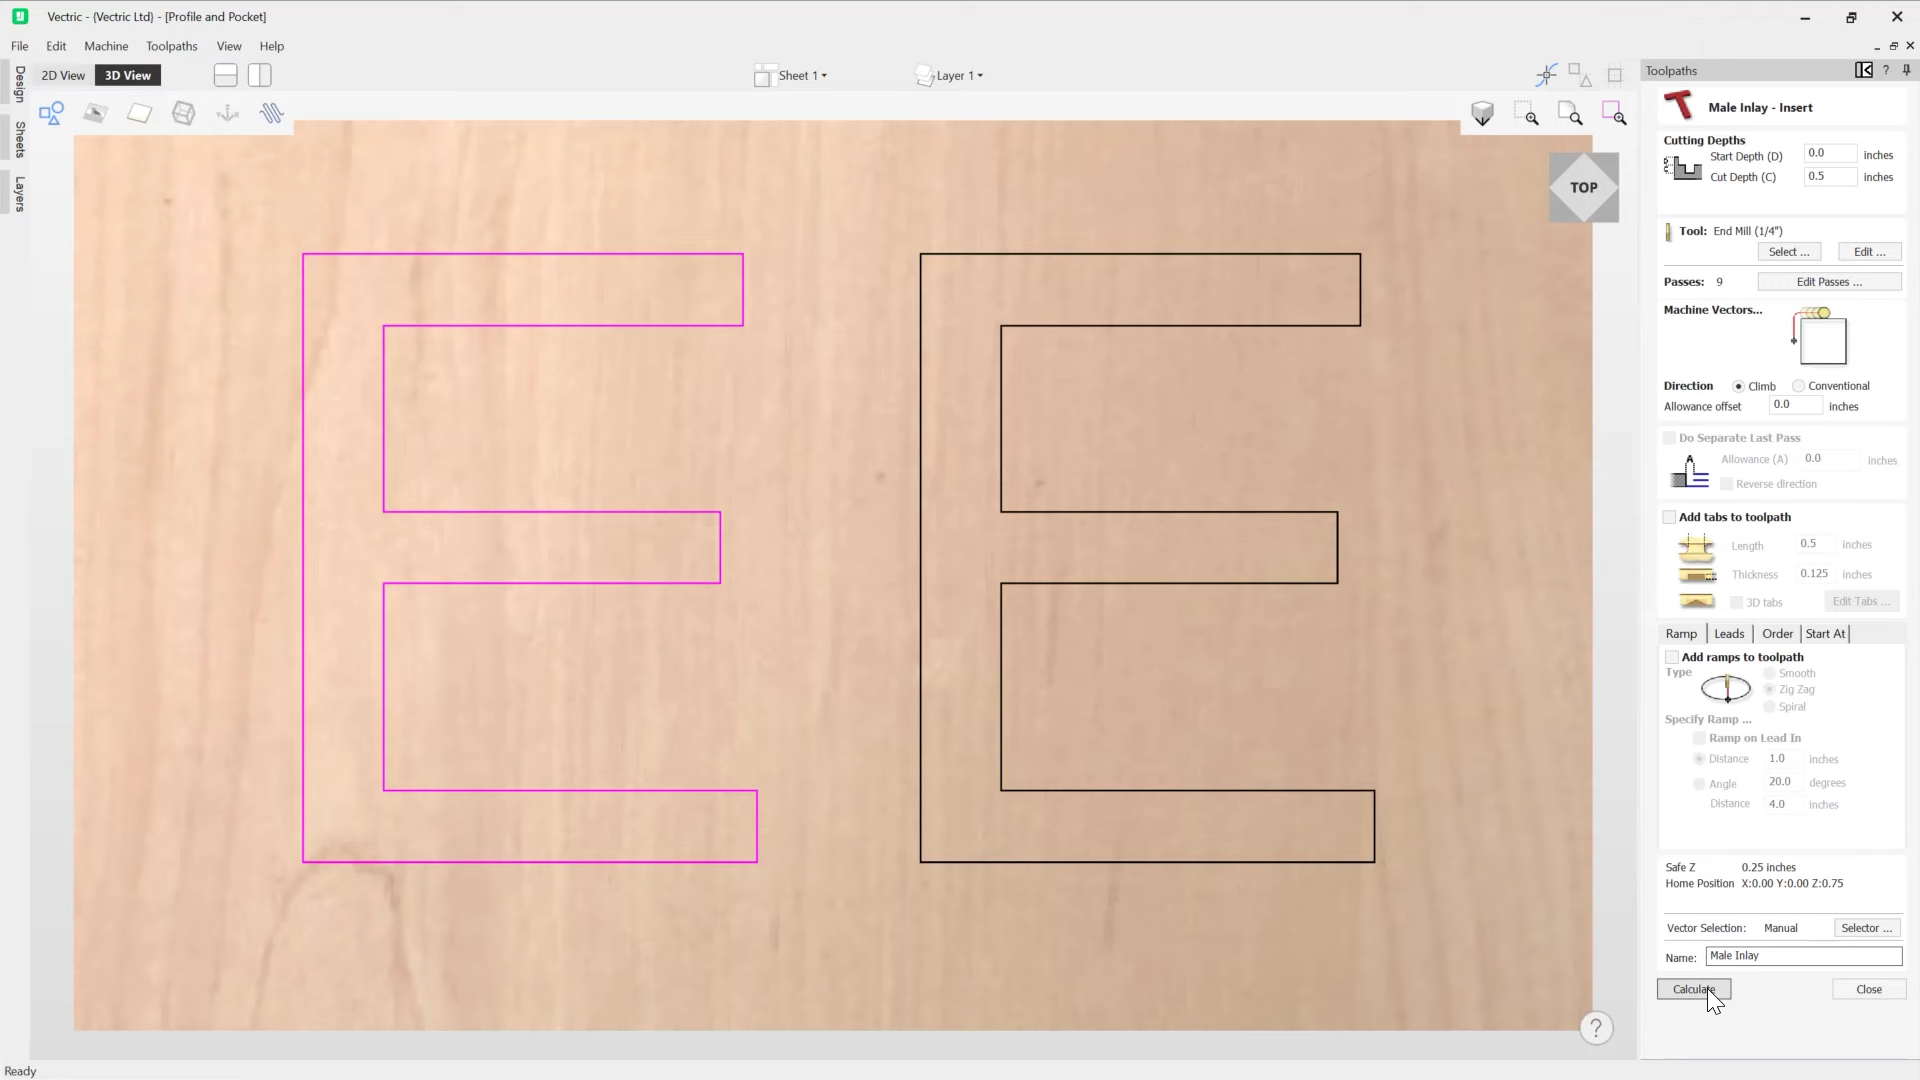 Vectric - {Vectric Ltd} - [Profile and Pocket]
File Edit Machine Toolpaths View Help
2D View 3D View Sheet 1 Layer 1
Design
Sheets
Layers
TOP
Toolpaths ?
Male Inlay - Insert
Cutting Depths
Start Depth (D) 0.0 inches
Cut Depth (C) 0.5 inches
Tool: End Mill (1/4")
Select ... Edit ...
Passes: 9 Edit Passes ...
Machine Vectors...
Direction Climb Conventional
Allowance offset 0.0 inches
Do Separate Last Pass
A Allowance (A) 0.0 inches
Reverse direction
Add tabs to toolpath
Length 0.5 inches
Thickness 0.125 inches
3D tabs Edit Tabs ...
Ramp Leads Order Start At
Add ramps to toolpath
Type Smooth
Zig Zag
Spiral
Specify Ramp ...
Ramp on Lead In
Distance 1.0 inches
Angle 20.0 degrees
Distance 4.0 inches
Safe Z 0.25 inches
Home Position X:0.00 Y:0.00 Z:0.75
Vector Selection: Manual Selector ...
Name: Male Inlay
Calculate Close
?
Ready